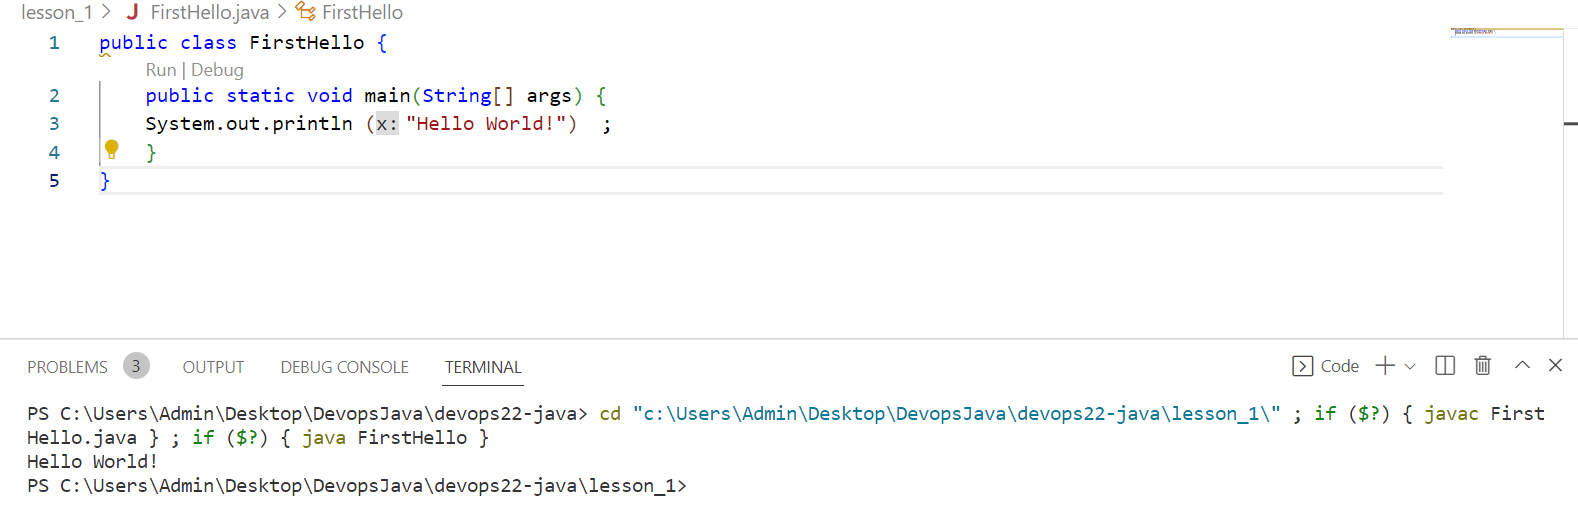 lesson_1 > J FirstHello.java > FirstHello
1 public class FirstHello {
Run | Debug
2 public static void main(String[] args) {
3 System.out.println (x: "Hello World!")  ;
4 }
5 }
PROBLEMS 3 OUTPUT DEBUG CONSOLE TERMINAL Code
PS C:\Users\Admin\Desktop\DevopsJava\devops22-java> cd "c:\Users\Admin\Desktop\DevopsJava\devops22-java\lesson_1\" ; if ($?) { javac First
Hello.java } ; if ($?) { java FirstHello }
Hello World!
PS C:\Users\Admin\Desktop\DevopsJava\devops22-java\lesson_1>